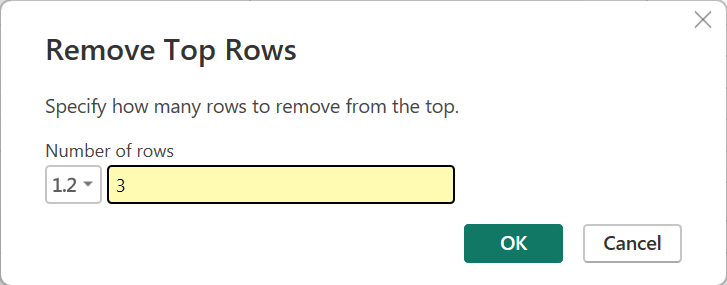 Remove Top Rows
Specify how many rows to remove from the top.
Number of rows
1.2 3
OK Cancel